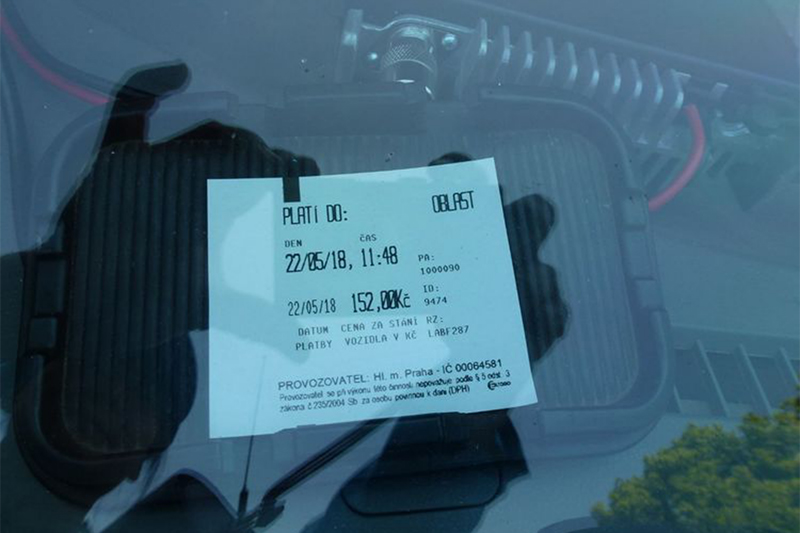 PLATÍ DO: OBLAST
DEN ČAS
22/05/18, 11:48 PA:
1000090
22/05/18 152,00Kč ID:
9474
DATUM CENA ZA STÁNÍ RZ:
PLATBY VOZIDLA V KČ LABF287
PROVOZOVATEL: Hl. m. Praha - IČ 00064581
Provozovatel se při výkonu této činnosti nepovažuje podle § 5 odst. 3
zákona č.235/2004 Sb. za osobu povinnou k dani (DPH)